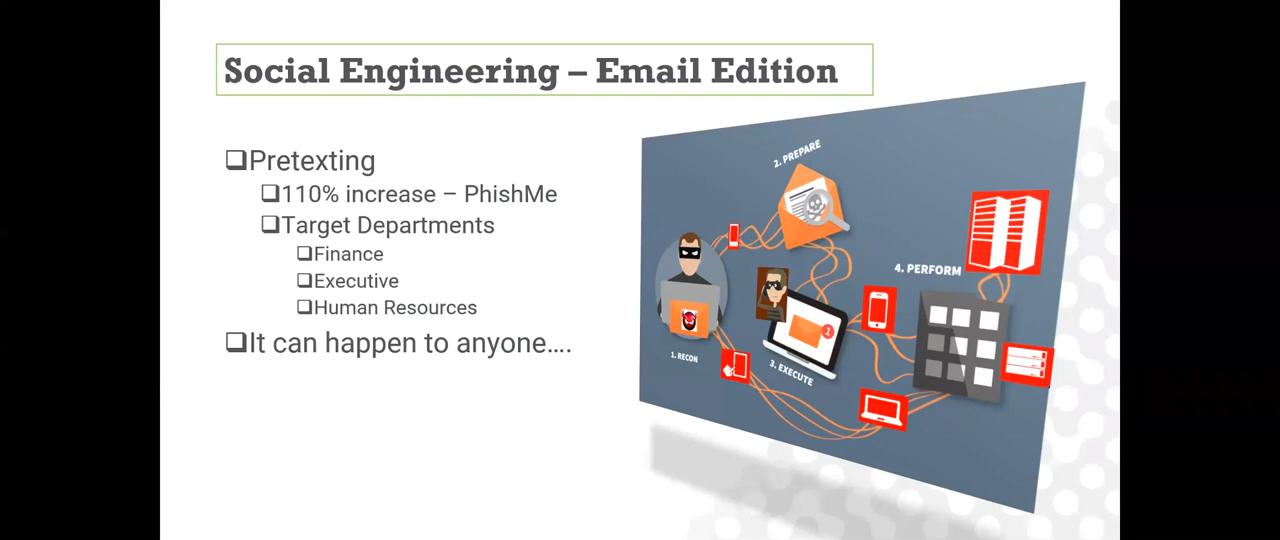 Social Engineering – Email Edition
❑Pretexting
❑110% increase – PhishMe
❑Target Departments
❑Finance
❑Executive
❑Human Resources
❑It can happen to anyone….
2. PREPARE
4. PERFORM
1
1. RECON
3. EXECUTE